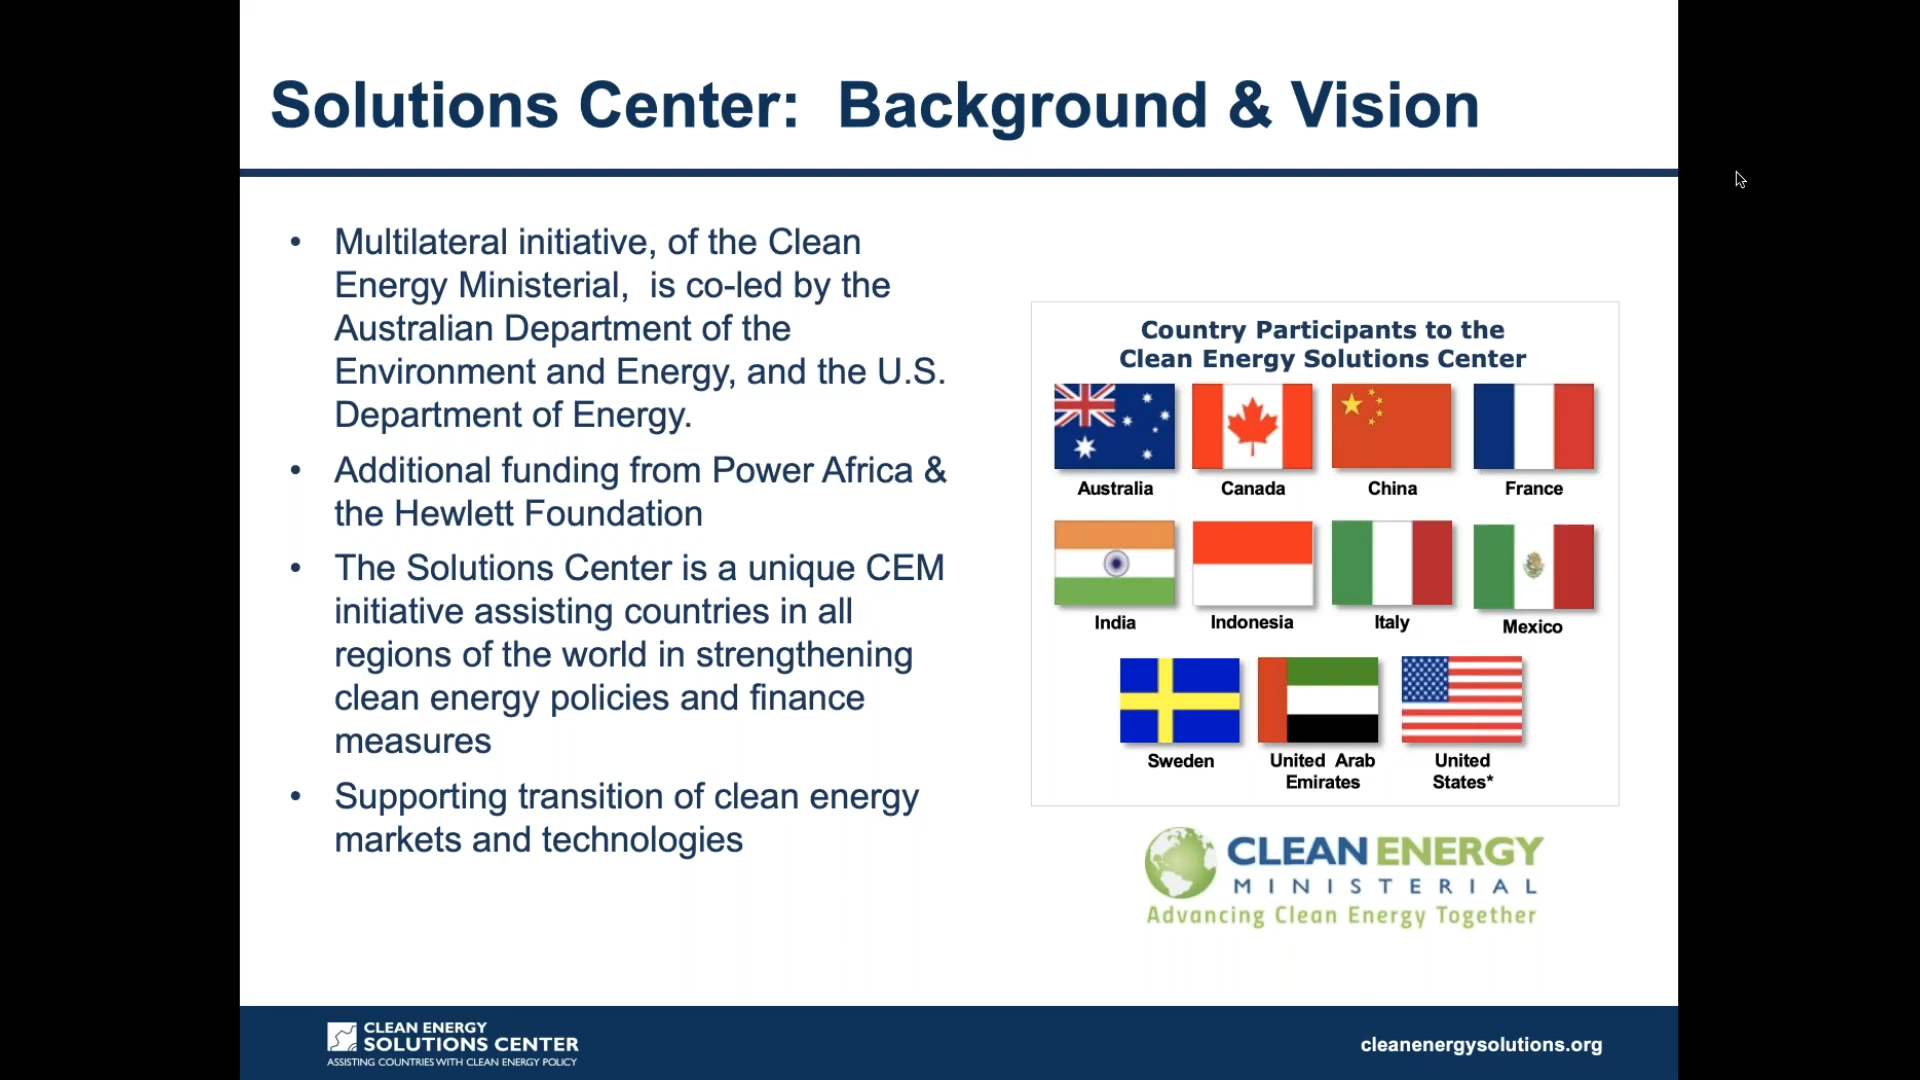 Solutions Center:  Background & Vision
• Multilateral initiative, of the Clean
Energy Ministerial,  is co-led by the
Australian Department of the
Environment and Energy, and the U.S.
Department of Energy.
• Additional funding from Power Africa &
the Hewlett Foundation
• The Solutions Center is a unique CEM
initiative assisting countries in all
regions of the world in strengthening
clean energy policies and finance
measures
• Supporting transition of clean energy
markets and technologies
Country Participants to the
Clean Energy Solutions Center
Australia Canada China France
India Indonesia Italy Mexico
Sweden United Arab United
Emirates States*
CLEAN ENERGY
MINISTERIAL
Advancing Clean Energy Together
CLEAN ENERGY
SOLUTIONS CENTER
ASSISTING COUNTRIES WITH CLEAN ENERGY POLICY
cleanenergysolutions.org